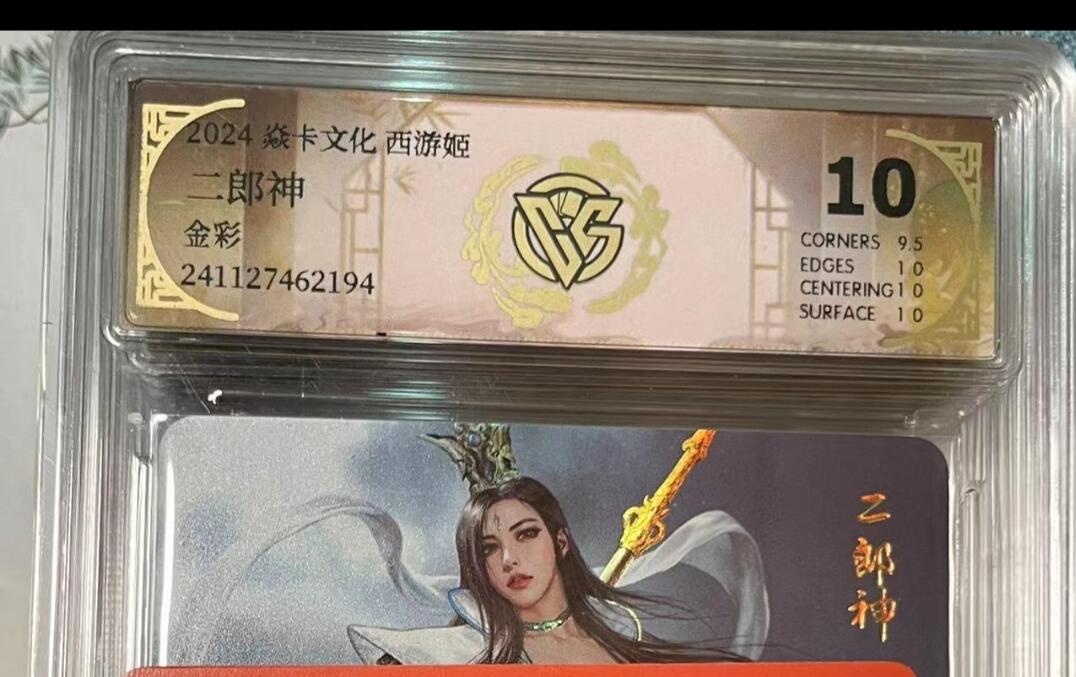 2024 焱卡文化 西游姬
二郎神
金彩
241127462194
10
CORNERS 9.5
EDGES 10
CENTERING 10
SURFACE 10
二郎神